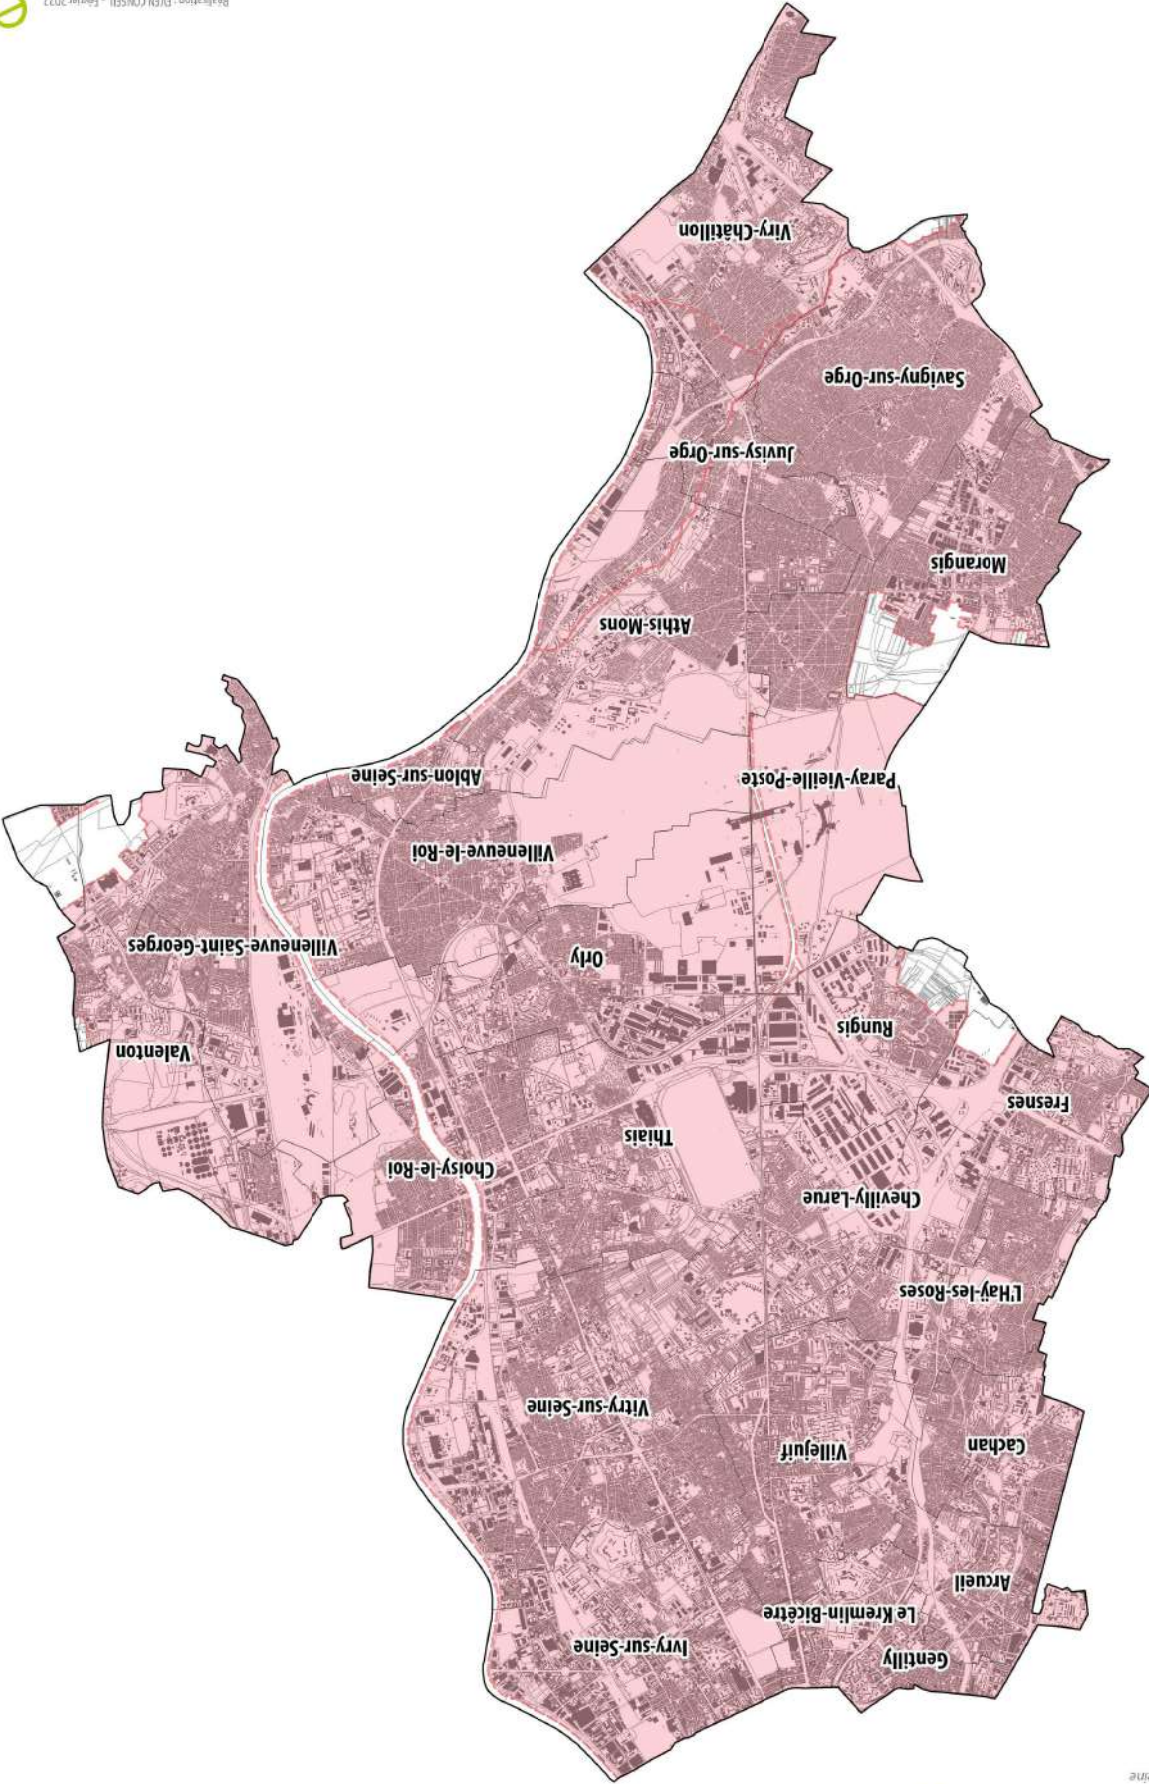 Gentilly
Ivry-sur-Seine
Le Kremlin-Bicêtre
Arcueil
Cachan
Villejuif
Vitry-sur-Seine
L'Haÿ-les-Roses
Chevilly-Larue
Choisy-le-Roi
Thiais
Fresnes
Valenton
Rungis
Orly
Villeneuve-Saint-Georges
Villeneuve-le-Roi
Paray-Vieille-Poste
Ablon-sur-Seine
Athis-Mons
Morangis
Juvisy-sur-Orge
Savigny-sur-Orge
Viry-Châtillon